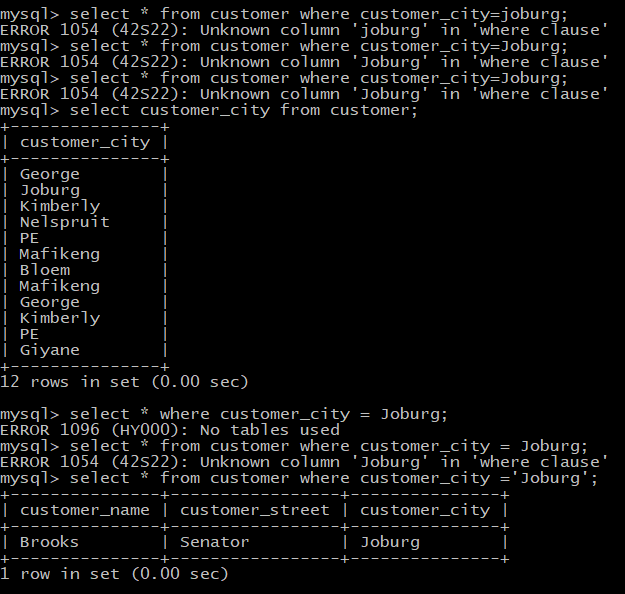 mysql> select * from customer where customer_city=joburg;
ERROR 1054 (42S22): Unknown column 'joburg' in 'where clause'
mysql> select * from customer where customer_city=Joburg;
ERROR 1054 (42S22): Unknown column 'Joburg' in 'where clause'
mysql> select * from customer where customer_city=Joburg;
ERROR 1054 (42S22): Unknown column 'Joburg' in 'where clause'
mysql> select customer_city from customer;
+---------------+
| customer_city |
+---------------+
| George        |
| Joburg        |
| Kimberly      |
| Nelspruit     |
| PE            |
| Mafikeng      |
| Bloem         |
| Mafikeng      |
| George        |
| Kimberly      |
| PE            |
| Giyane        |
+---------------+
12 rows in set (0.00 sec)

mysql> select * where customer_city = Joburg;
ERROR 1096 (HY000): No tables used
mysql> select * from customer where customer_city = Joburg;
ERROR 1054 (42S22): Unknown column 'Joburg' in 'where clause'
mysql> select * from customer where customer_city ='Joburg';
+---------------+-----------------+---------------+
| customer_name | customer_street | customer_city |
+---------------+-----------------+---------------+
| Brooks        | Senator         | Joburg        |
+---------------+-----------------+---------------+
1 row in set (0.00 sec)